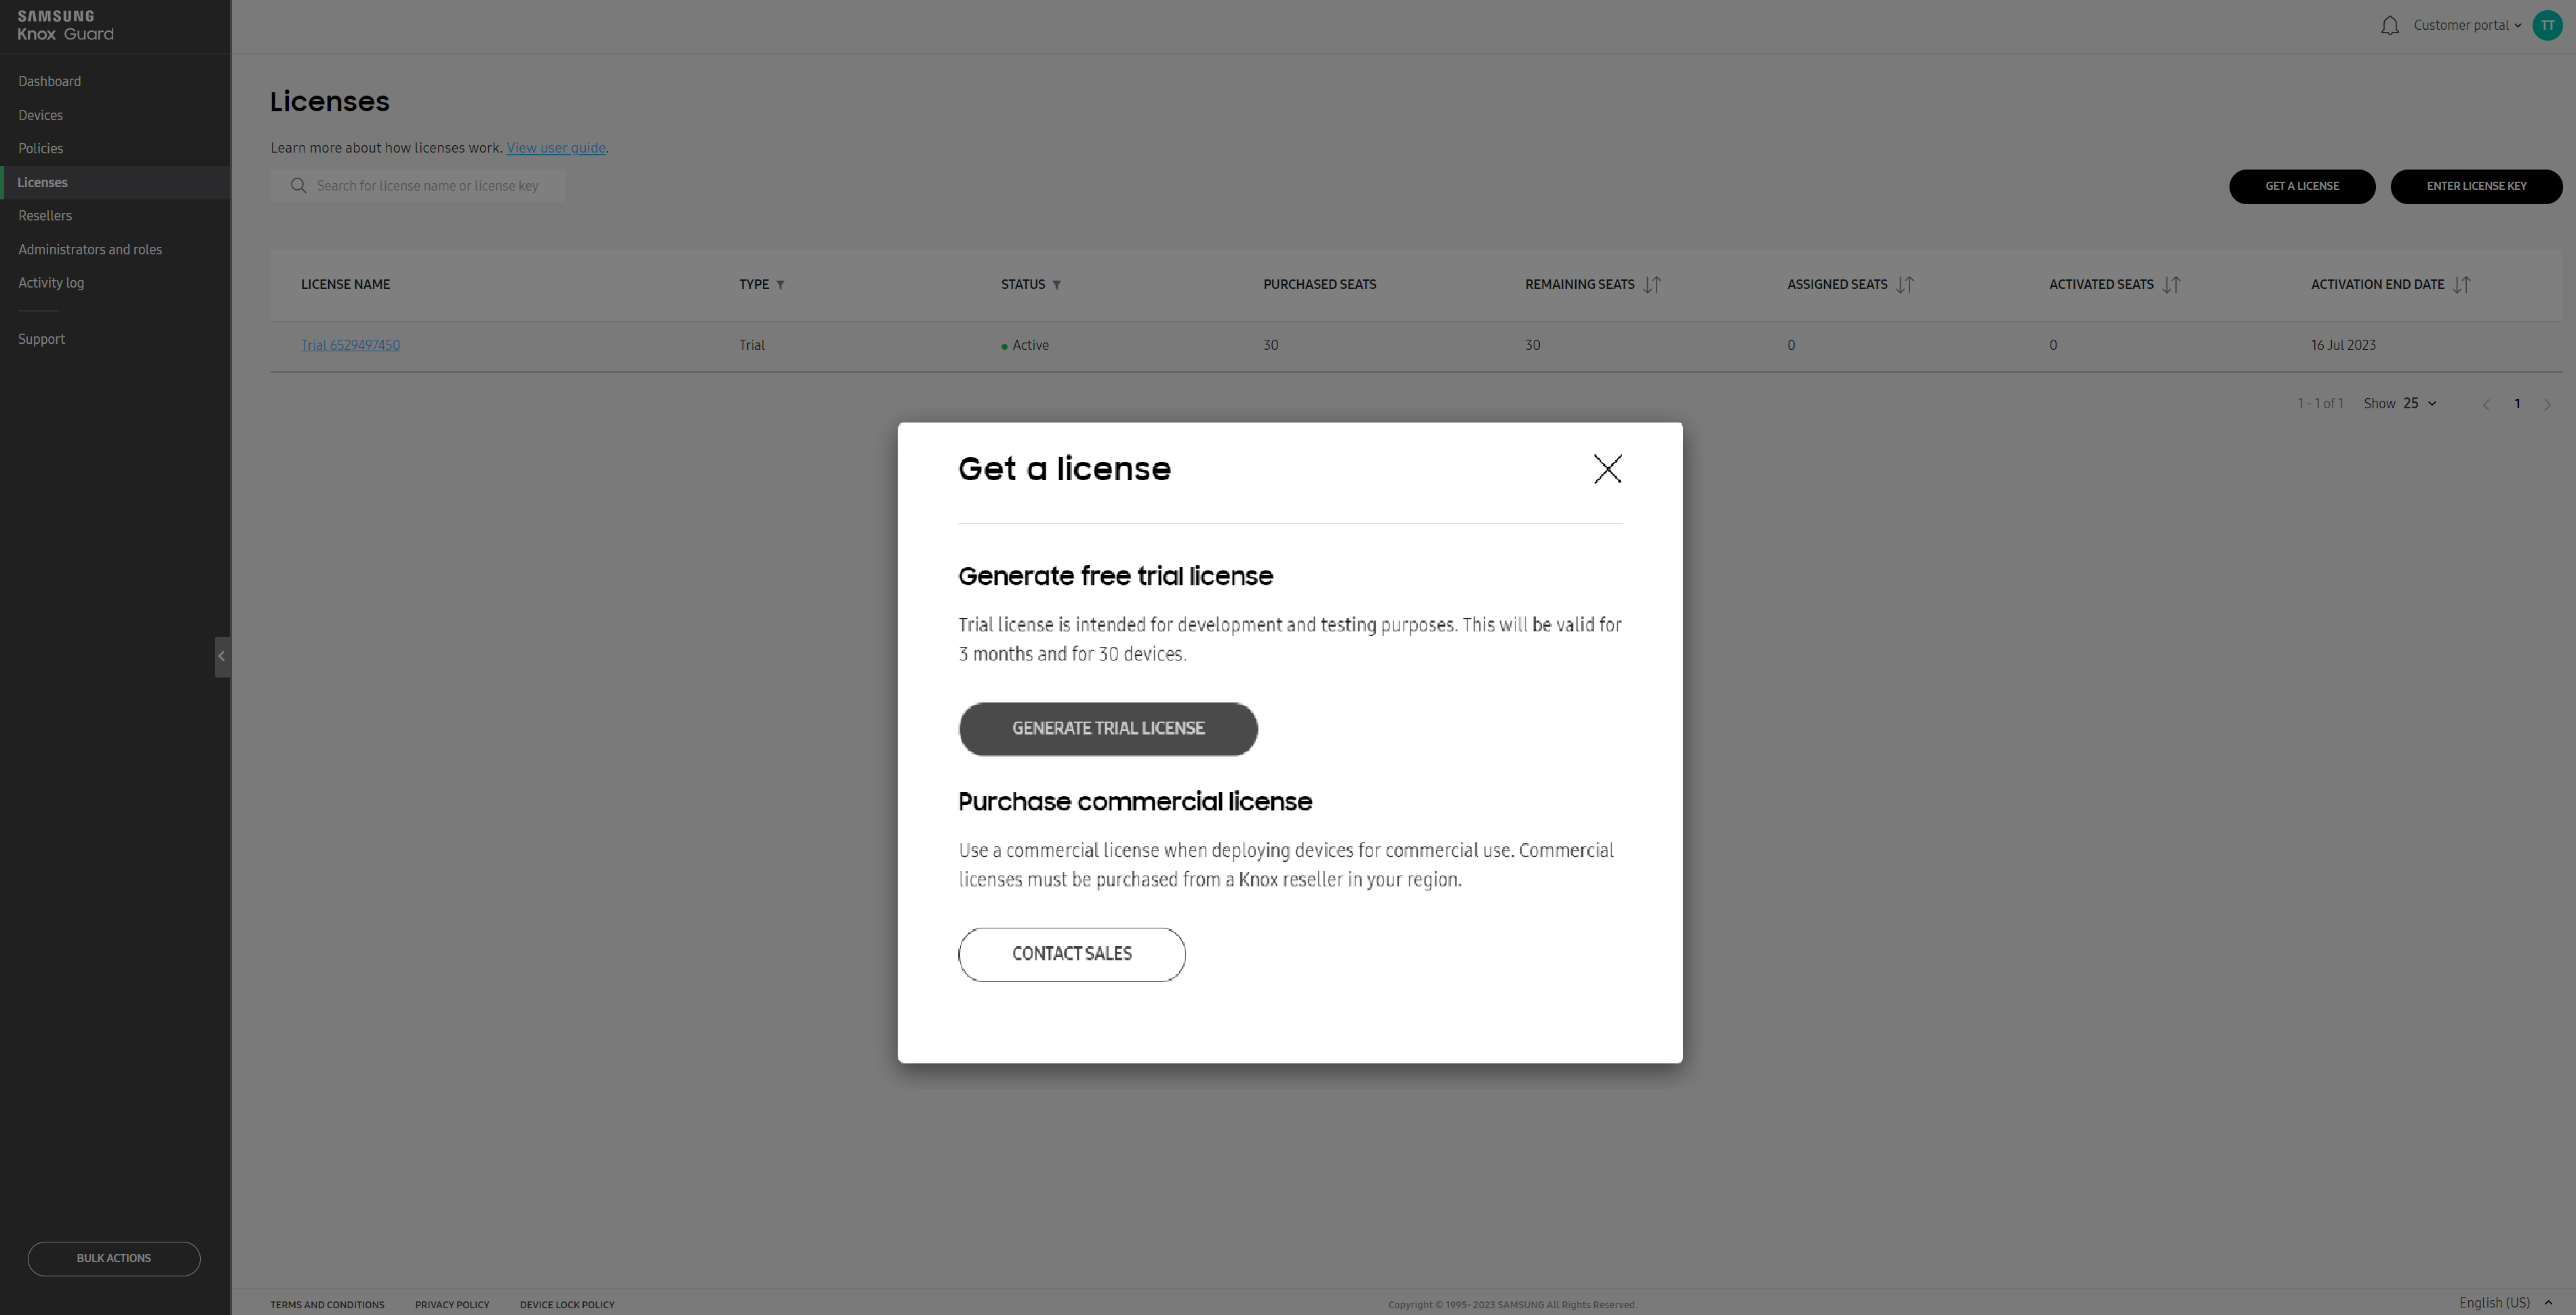 SAMSUNG
Knox Guard
Customer portal
TT
Dashboard
Devices
Policies
Licenses
Resellers
Administrators and roles
Activity log
Support
BULK ACTIONS
Licenses
Learn more about how licenses work. View user guide.
Search for license name or license key
GET A LICENSE
ENTER LICENSE KEY
LICENSE NAME TYPE STATUS PURCHASED SEATS REMAINING SEATS ASSIGNED SEATS ACTIVATED SEATS ACTIVATION END DATE
Trial 6529497450 Trial Active 30 30 0 0 16 Jul 2023
1 - 1 of 1 Show 25 1
Get a license
Generate free trial license
Trial license is intended for development and testing purposes. This will be valid for
3 months and for 30 devices.
GENERATE TRIAL LICENSE
Purchase commercial license
Use a commercial license when deploying devices for commercial use. Commercial
licenses must be purchased from a Knox reseller in your region.
CONTACT SALES
TERMS AND CONDITIONS PRIVACY POLICY DEVICE LOCK POLICY
Copyright © 1995- 2023 SAMSUNG All Rights Reserved.
English (US)